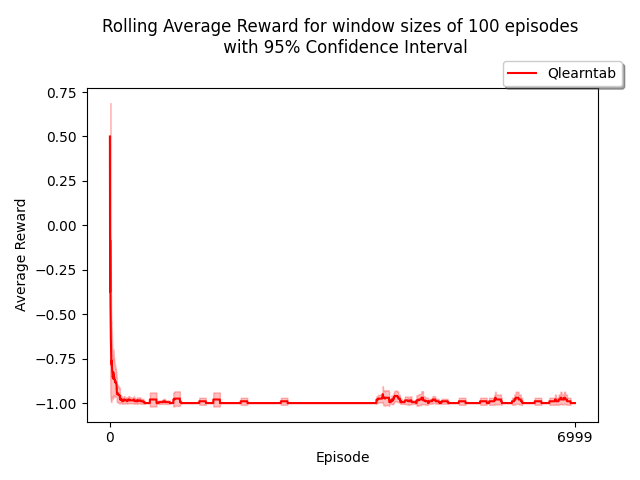 Rolling Average Reward for window sizes of 100 episodes
with 95% Confidence Interval
Qlearntab
0.75
0.50
0.25
0.00
−0.25
−0.50
−0.75
−1.00
Average Reward
0
6999
Episode